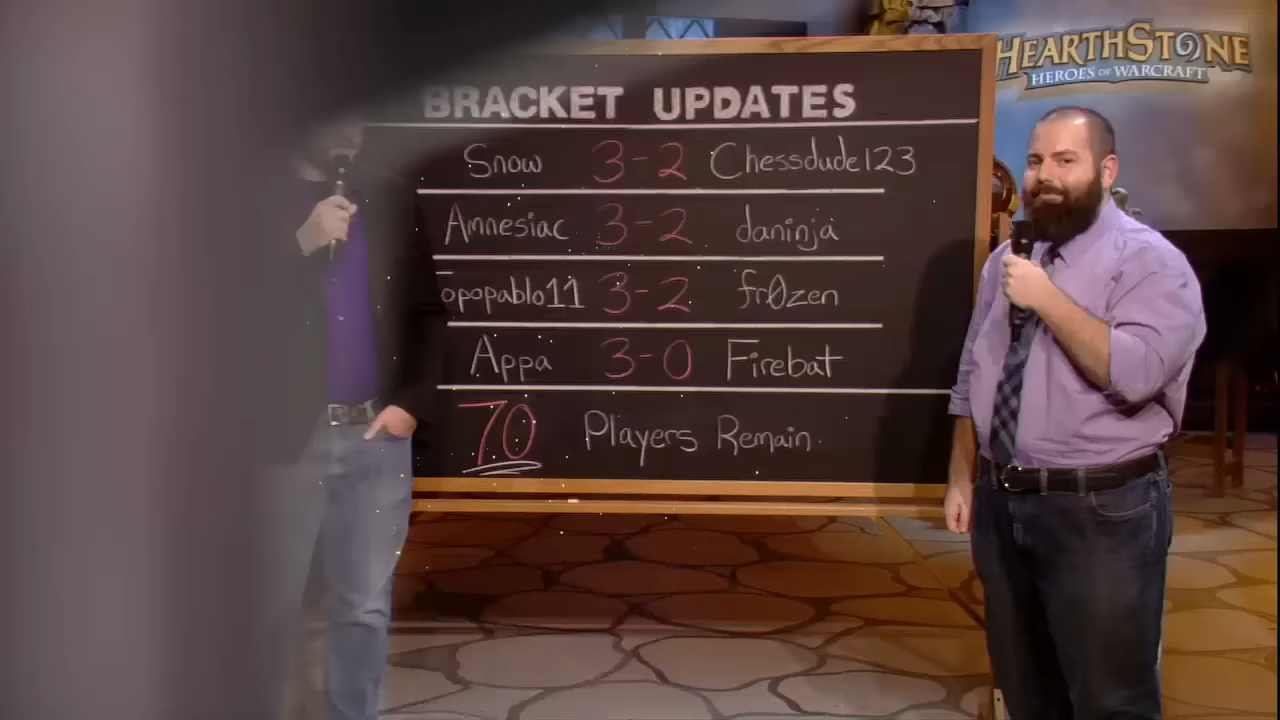 HEARTHSTONE
HEROES OF WARCRAFT
BRACKET UPDATES
Snow 3-2 Chessdude123
Amnesiac 3-2 daninja
3-2 fr0zen
Appa 3-0 Firebat
70 Players Remain